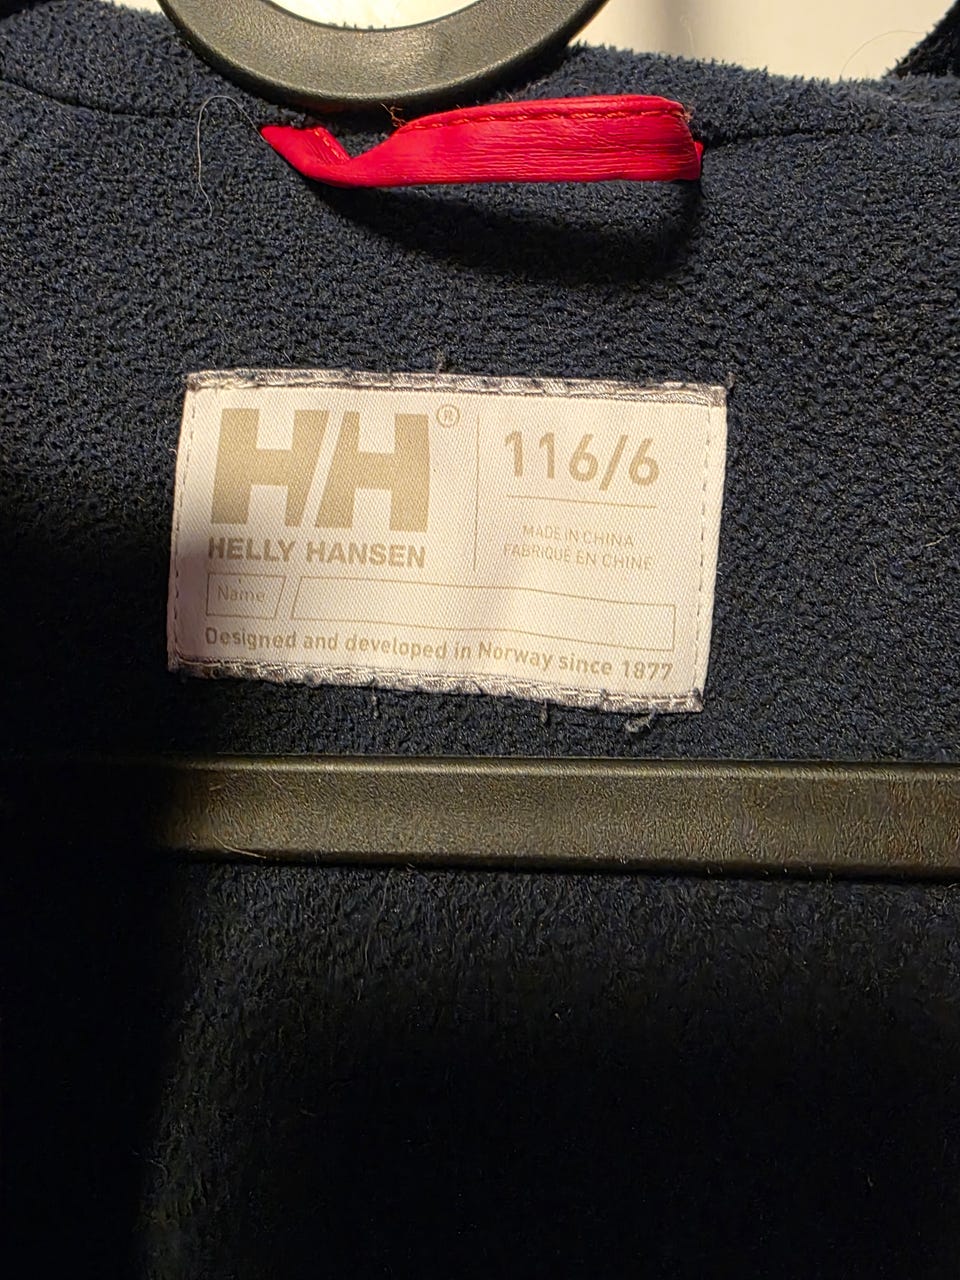 HH®
HELLY HANSEN
116/6
MADE IN CHINA
FABRIQUÉ EN CHINE
Name
Designed and developed in Norway since 1877